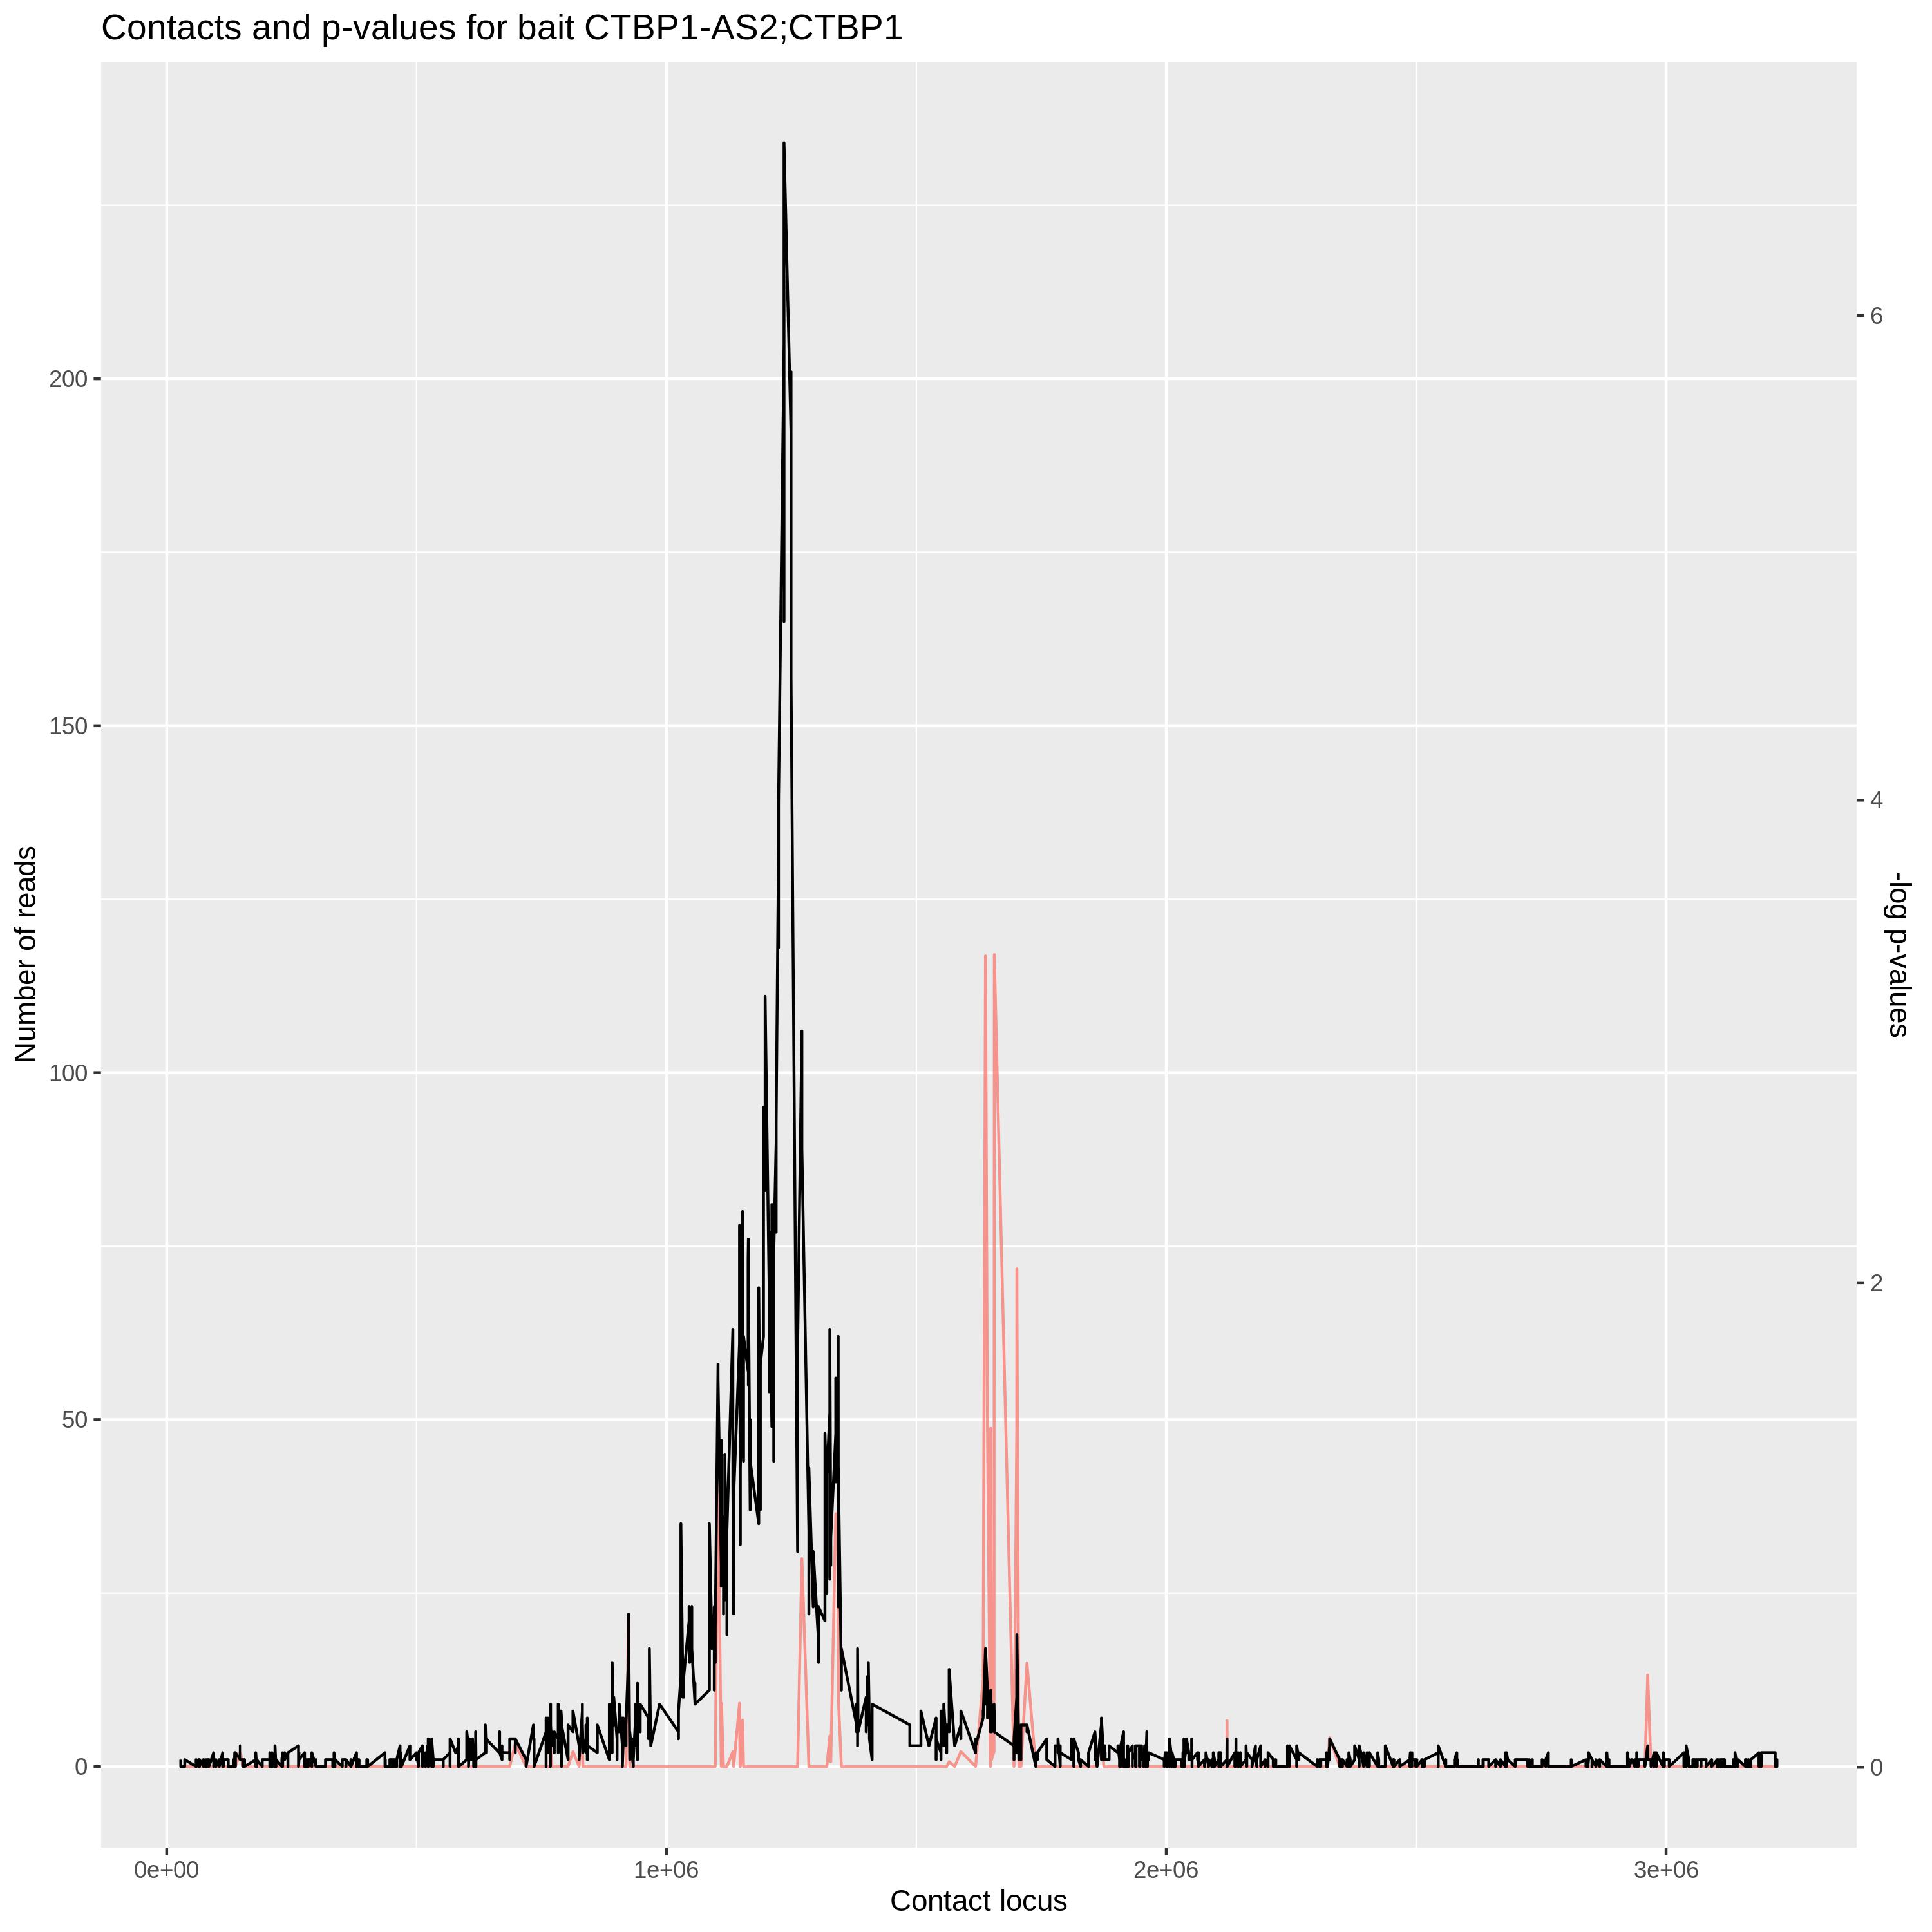 Contacts and p-values for bait CTBP1-AS2;CTBP1
200
150
100
50
0
Number of reads
6
4
2
0
-log p-values
0e+00
1e+06
2e+06
3e+06
Contact locus